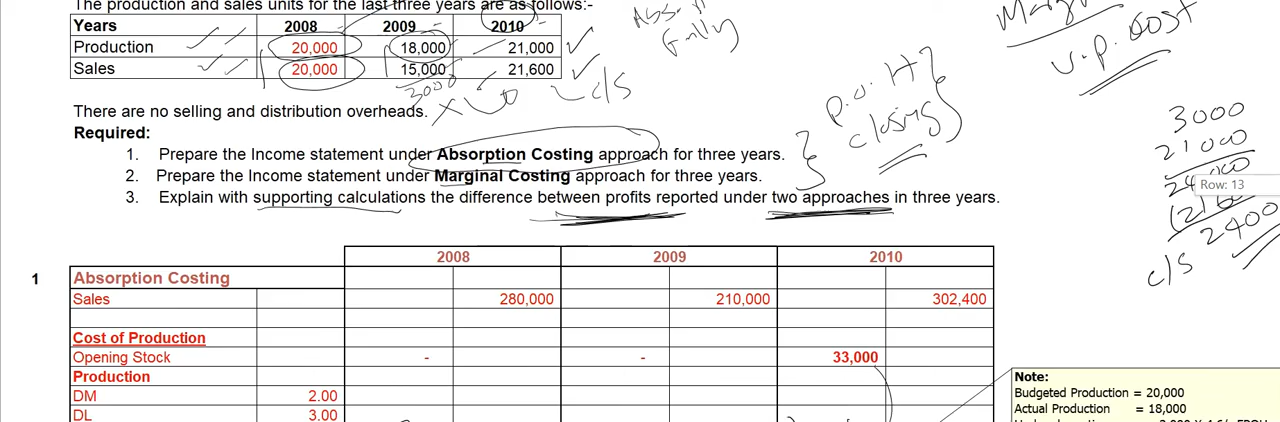 The production and sales units for the last three years are as follows:-
Years 2008 2009 2010
Production 20,000 18,000 21,000
Sales 20,000 15,000 21,600
3000
c/s
There are no selling and distribution overheads.
Required:
1. Prepare the Income statement under Absorption Costing approach for three years.
2. Prepare the Income statement under Marginal Costing approach for three years.
3. Explain with supporting calculations the difference between profits reported under two approaches in three years.
P.O.H
closing
V.P. Cost
3000
21000
Row: 13
c/s 2400
2008 2009 2010
1 Absorption Costing
Sales 280,000 210,000 302,400
Cost of Production
Opening Stock - - 33,000
Production
DM 2.00
DL 3.00
Note:
Budgeted Production = 20,000
Actual Production = 18,000